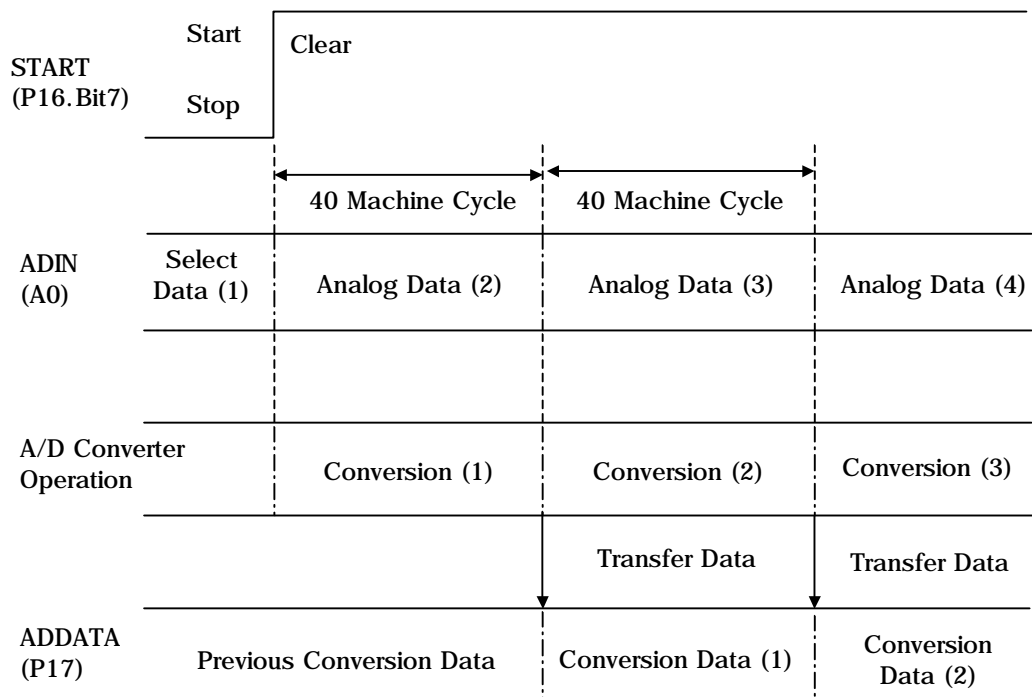 Start
Clear
START
(P16.Bit7)
Stop
40 Machine Cycle
40 Machine Cycle
ADIN
(A0)
Select
Data (1)
Analog Data (2)
Analog Data (3)
Analog Data (4)
A/D Converter
Operation
Conversion (1)
Conversion (2)
Conversion (3)
Transfer Data
Transfer Data
ADDATA
(P17)
Previous Conversion Data
Conversion Data (1)
Conversion
Data (2)